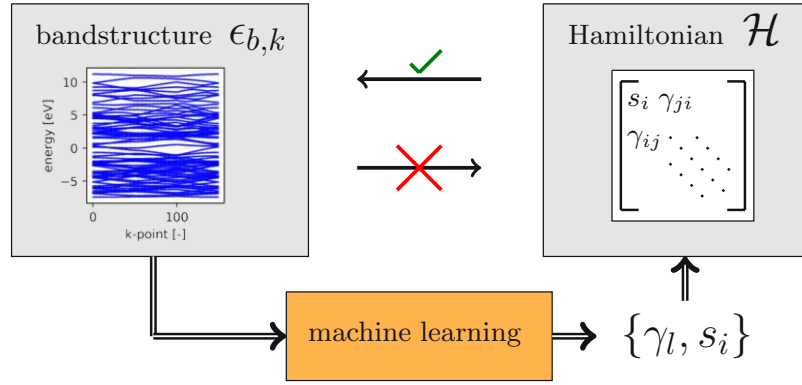 bandstructure ϵ_{b,k}
energy [eV]
10
5
0
−5
0 100
k-point [-]
Hamiltonian ℋ
s_i γ_{ji}
γ_{ij}
machine learning
{γ_l, s_i}